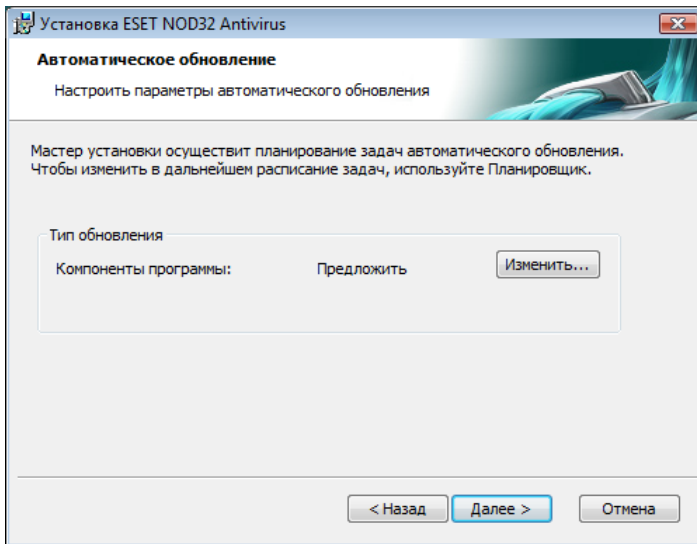 Установка ESET NOD32 Antivirus
Автоматическое обновление
Настроить параметры автоматического обновления
Мастер установки осуществит планирование задач автоматического обновления.
Чтобы изменить в дальнейшем расписание задач, используйте Планировщик.
Тип обновления
Компоненты программы: Предложить Изменить...
< Назад Далее > Отмена